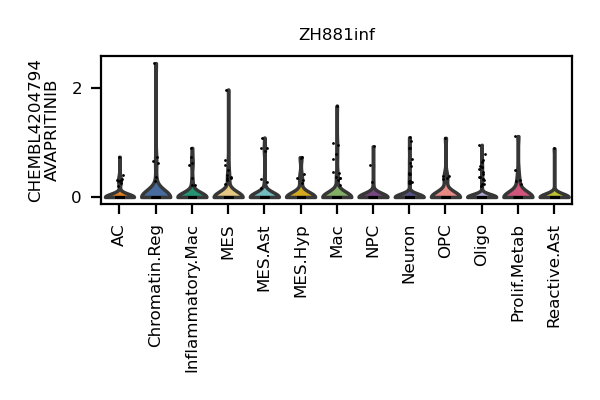 ZH881inf
CHEMBL4204794
AVAPRITINIB
2
0
AC
Chromatin.Reg
Inflammatory.Mac
MES
MES.Ast
MES.Hyp
Mac
NPC
Neuron
OPC
Oligo
Prolif.Metab
Reactive.Ast